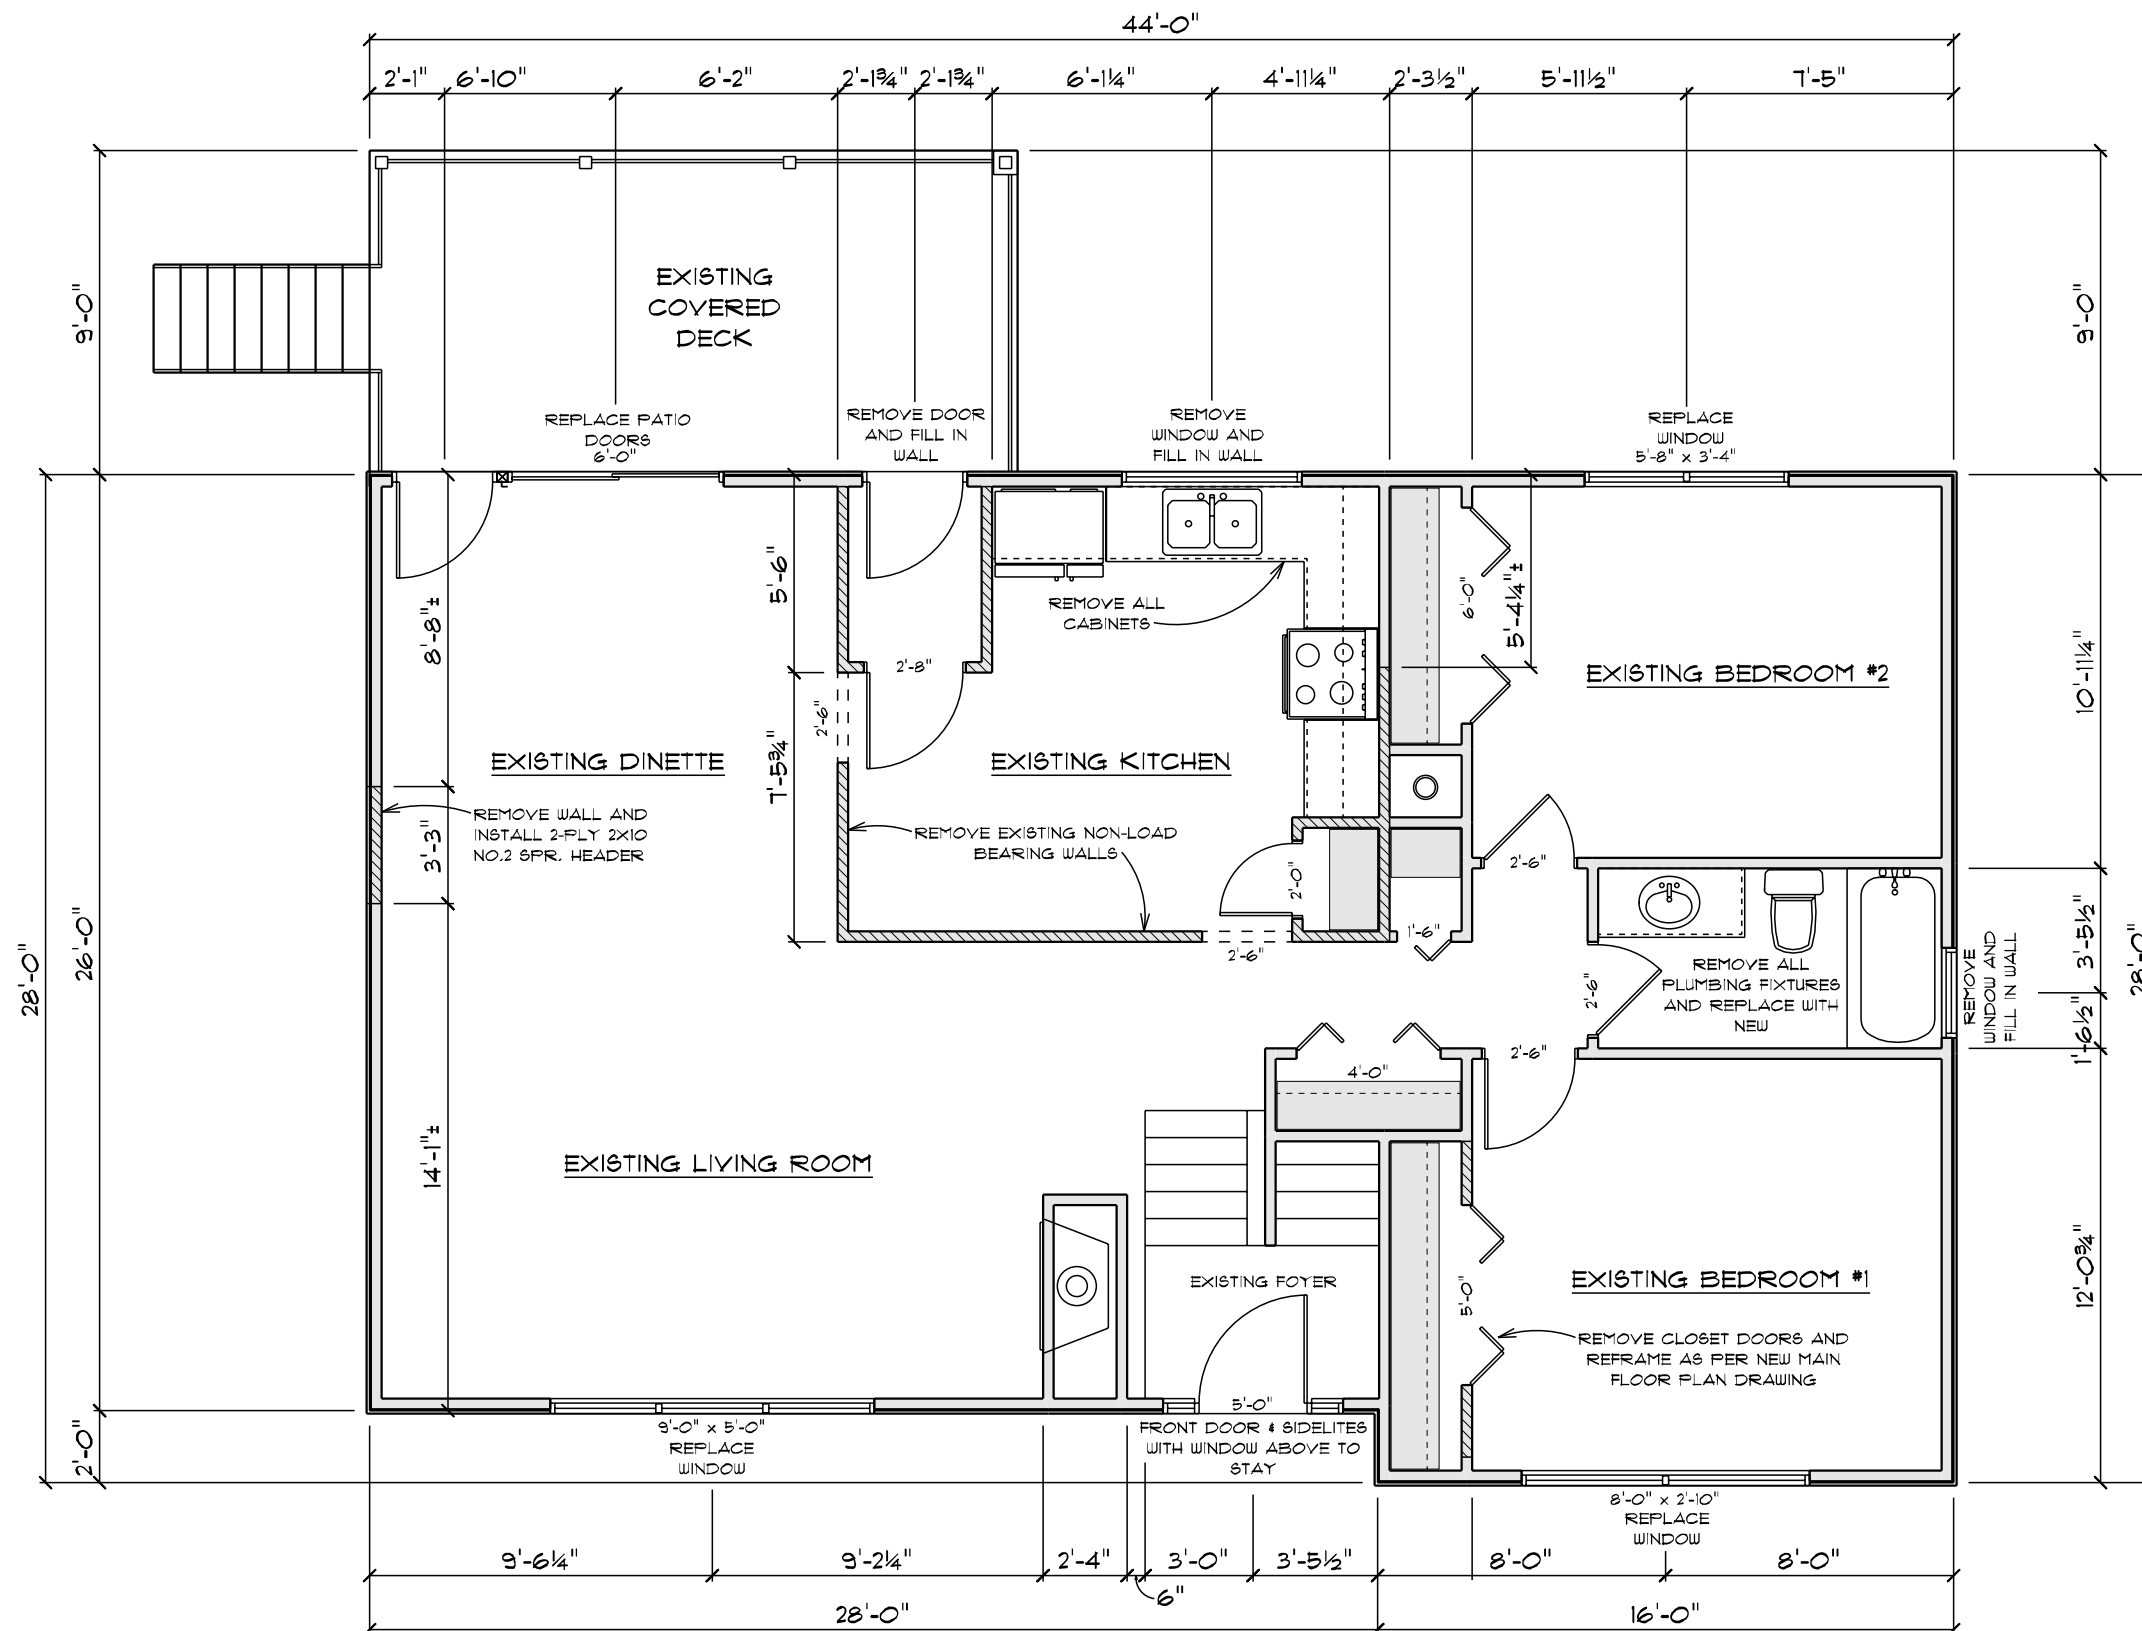 44'-0"
2'-1"
6'-10"
6'-2"
2'-1¾"
2'-1¾"
6'-1¼"
4'-11¼"
2'-3½"
5'-11½"
7'-5"
9'-0"
EXISTING
COVERED
DECK
9'-0"
REPLACE PATIO
DOORS
6'-0"
REMOVE DOOR
AND FILL IN
WALL
REMOVE
WINDOW AND
FILL IN WALL
REPLACE
WINDOW
5'-8" x 3'-4"
8'-8"±
5'-6"
2'-8"
REMOVE ALL
CABINETS
6'-0"
5'-4¼"±
EXISTING BEDROOM #2
10'-11¼"
2'-6"
7'-5¾"
EXISTING DINETTE
EXISTING KITCHEN
REMOVE WALL AND
INSTALL 2-PLY 2X10
NO.2 SPR. HEADER
3'-3"
REMOVE EXISTING NON-LOAD
BEARING WALLS
2'-0"
2'-6"
1'-6"
2'-6"
28'-0"
26'-0"
2'-6"
REMOVE ALL
PLUMBING FIXTURES
AND REPLACE WITH
NEW
REMOVE
WINDOW AND
FILL IN WALL
3'-5½"
1'-6½"
28'-0"
2'-6"
4'-0"
14'-1"±
EXISTING LIVING ROOM
EXISTING FOYER
5'-0"
EXISTING BEDROOM #1
12'-0¾"
REMOVE CLOSET DOORS AND
REFRAME AS PER NEW MAIN
FLOOR PLAN DRAWING
2'-0"
9'-0" x 5'-0"
REPLACE
WINDOW
5'-0"
FRONT DOOR & SIDELITES
WITH WINDOW ABOVE TO
STAY
8'-0" x 2'-10"
REPLACE
WINDOW
9'-6¼"
9'-2¼"
2'-4"
6"
3'-0"
3'-5½"
8'-0"
8'-0"
28'-0"
16'-0"